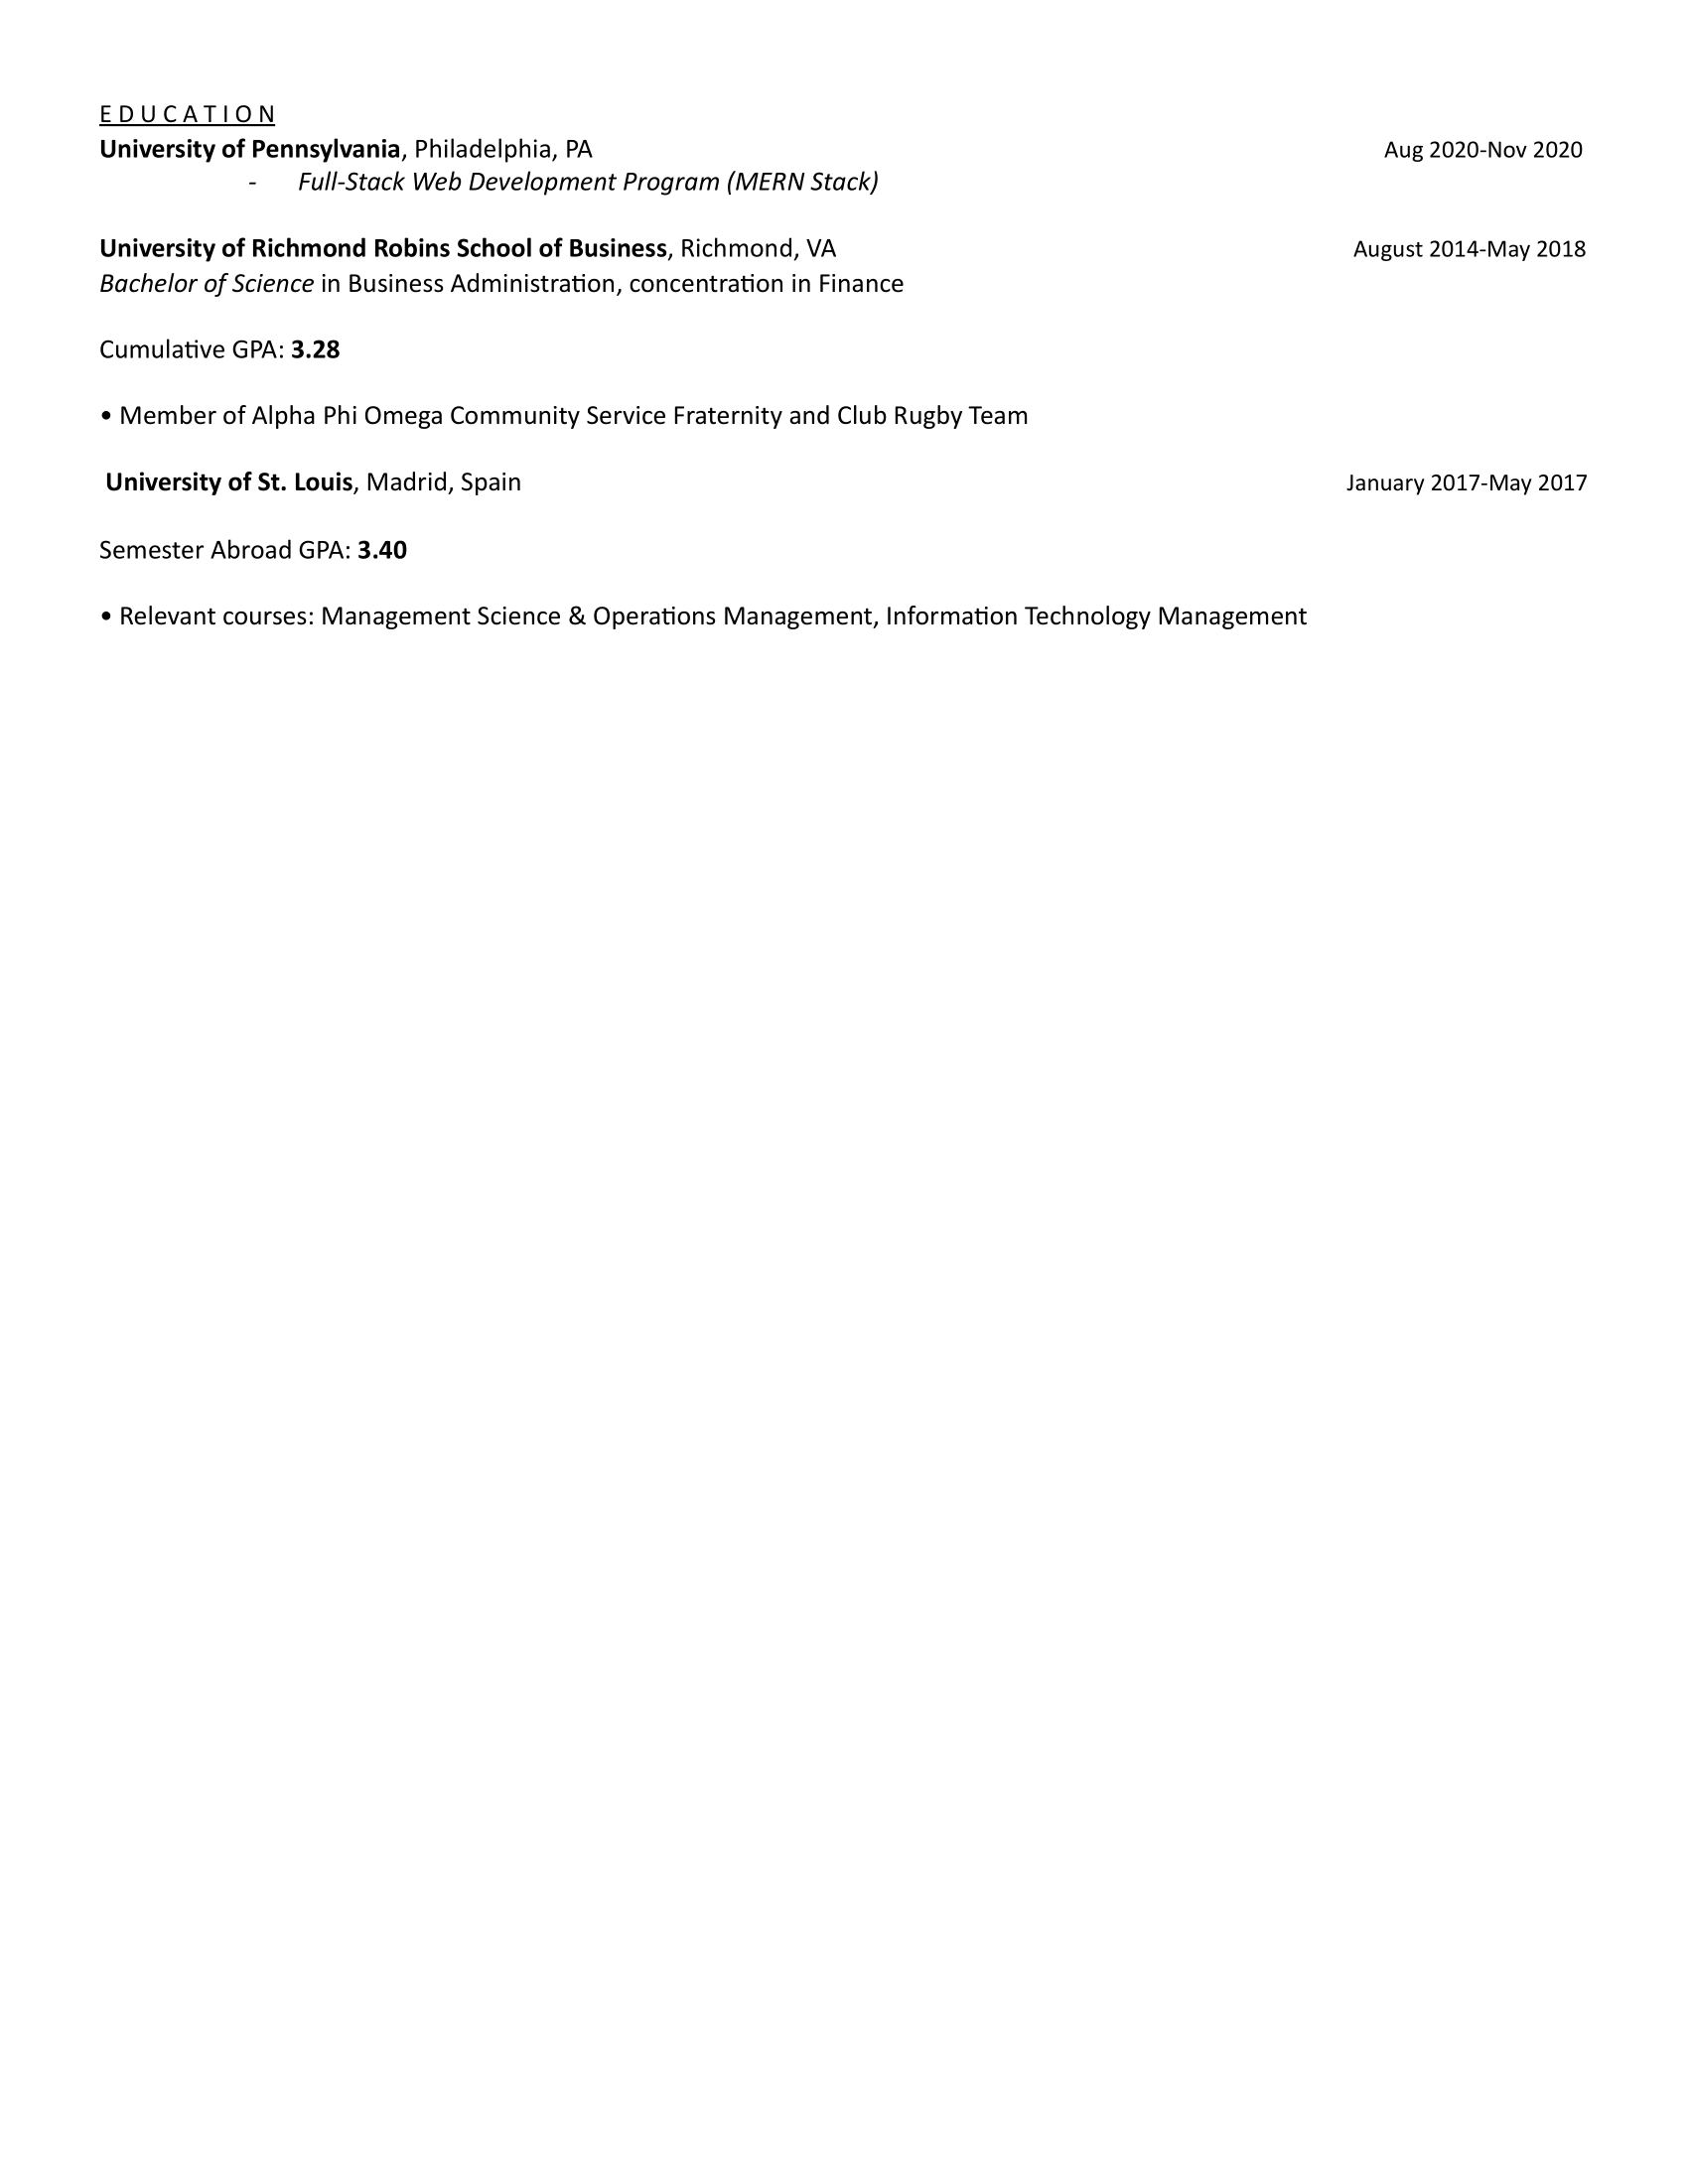 E D U C A T I O N
University of Pennsylvania, Philadelphia, PA Aug 2020-Nov 2020
- Full-Stack Web Development Program (MERN Stack)
University of Richmond Robins School of Business, Richmond, VA August 2014-May 2018
Bachelor of Science in Business Administration, concentration in Finance
Cumulative GPA: 3.28
• Member of Alpha Phi Omega Community Service Fraternity and Club Rugby Team
University of St. Louis, Madrid, Spain January 2017-May 2017
Semester Abroad GPA: 3.40
• Relevant courses: Management Science & Operations Management, Information Technology Management